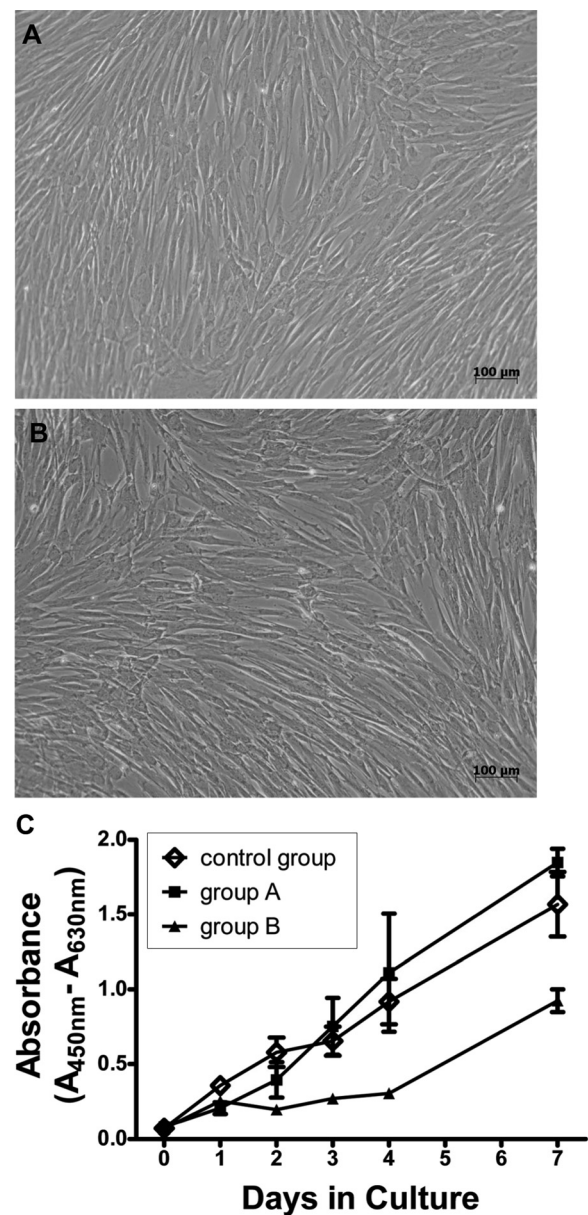 A
100 µm
B
100 µm
C
control group
group A
group B
2.0
1.5
1.0
0.5
0.0
Absorbance
(A450nm- A630nm)
0 1 2 3 4 5 6 7
Days in Culture